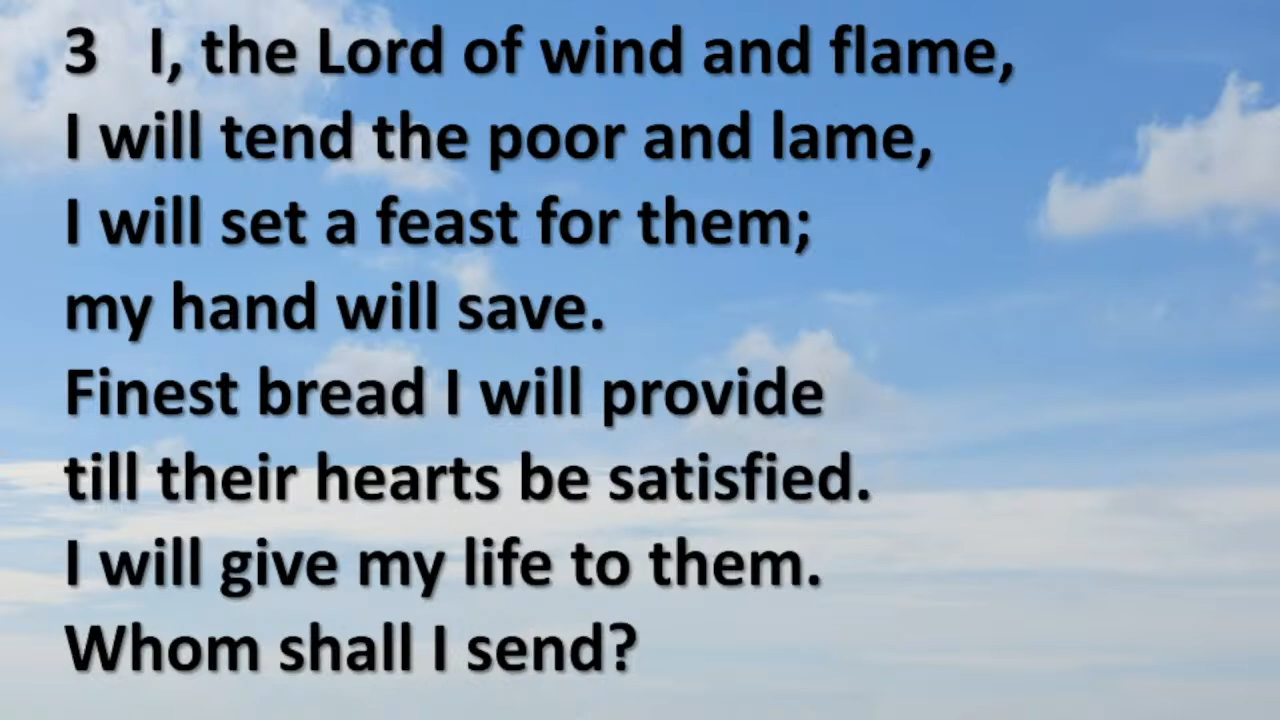 3 I, the Lord of wind and flame,
I will tend the poor and lame,
I will set a feast for them;
my hand will save.
Finest bread I will provide
till their hearts be satisfied.
I will give my life to them.
Whom shall I send?